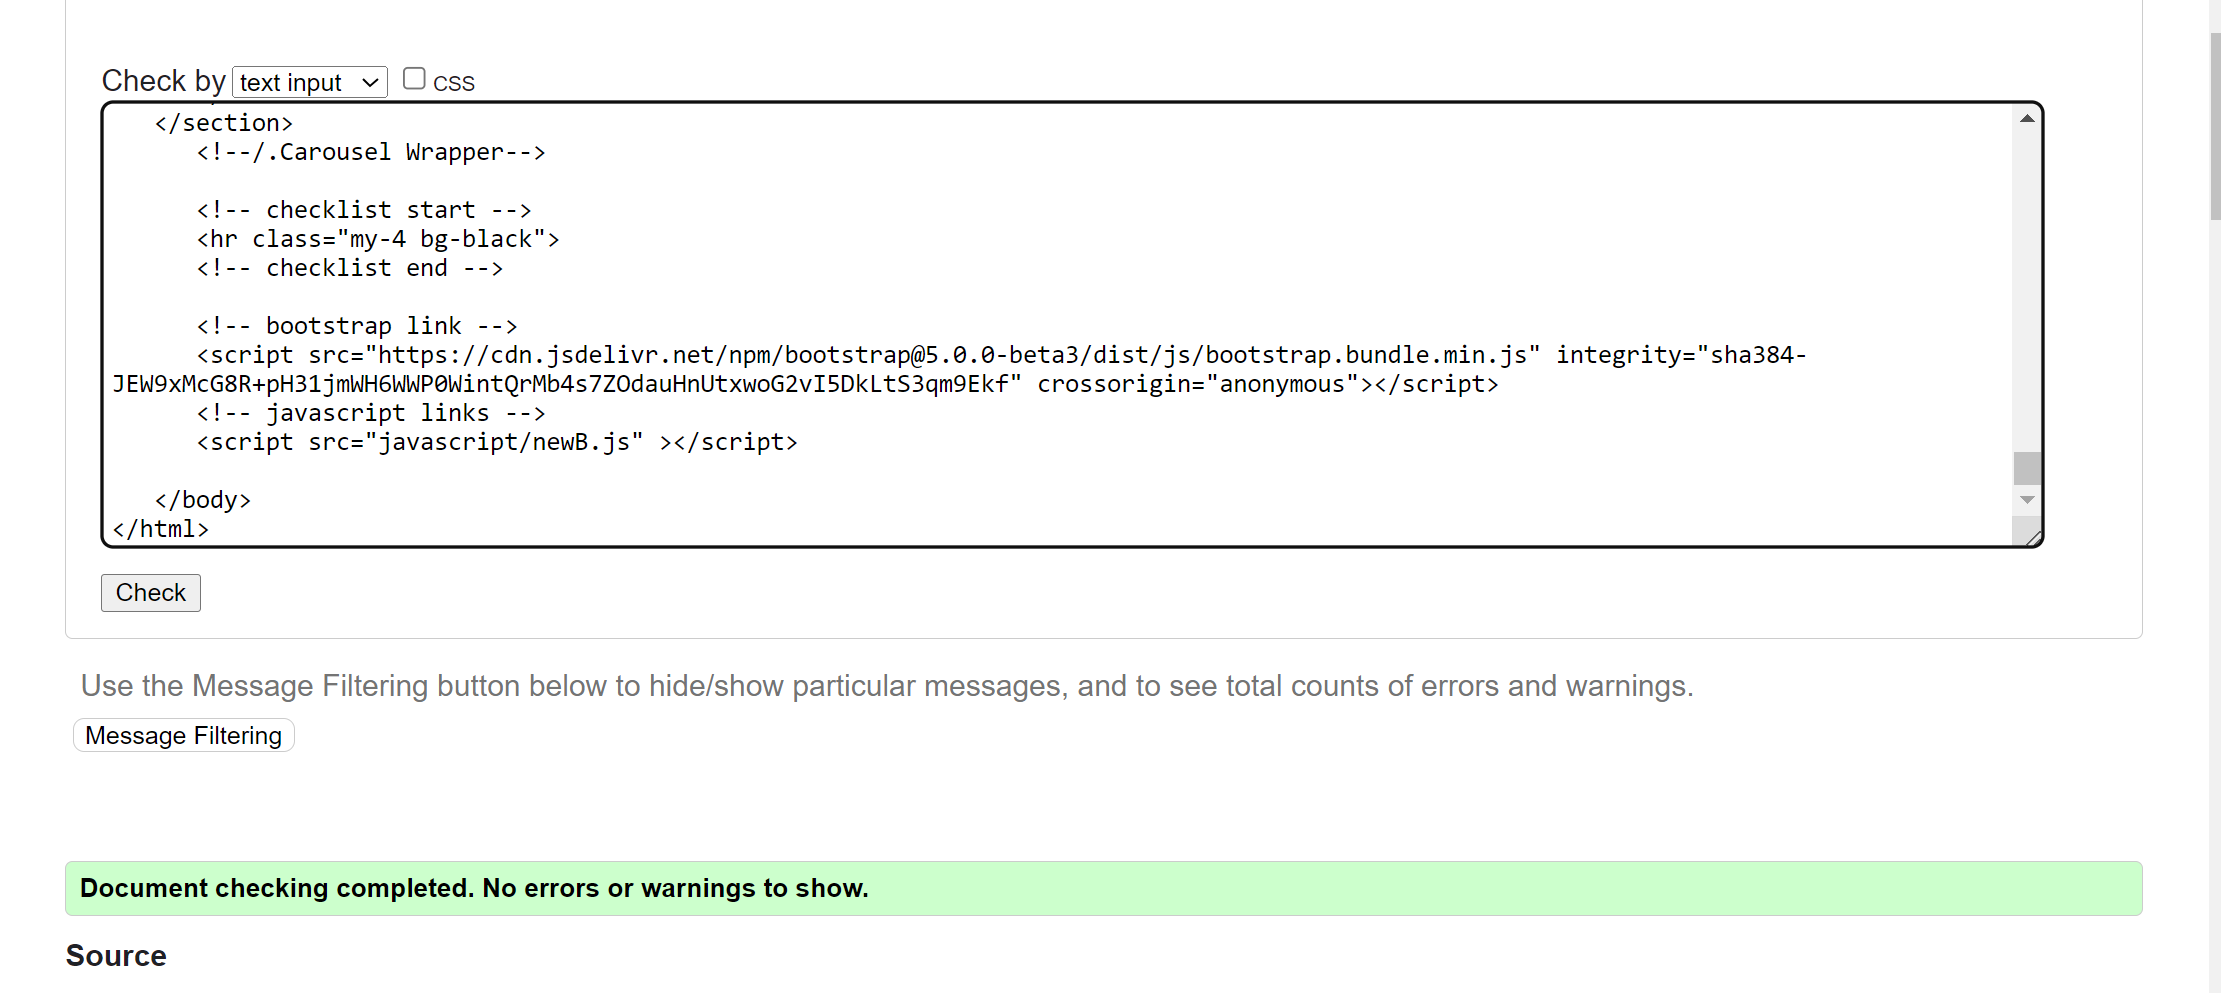 Check by text input CSS
</section>
<!--/.Carousel Wrapper-->
<!-- checklist start -->
<hr class="my-4 bg-black">
<!-- checklist end -->
<!-- bootstrap link -->
<script src="https://cdn.jsdelivr.net/npm/bootstrap@5.0.0-beta3/dist/js/bootstrap.bundle.min.js" integrity="sha384-
JEW9xMcG8R+pH31jmWH6WWP0WintQrMb4s7ZOdauHnUtxwoG2vI5DkLtS3qm9Ekf" crossorigin="anonymous"></script>
<!-- javascript links -->
<script src="javascript/newB.js" ></script>
</body>
</html>
Check
Use the Message Filtering button below to hide/show particular messages, and to see total counts of errors and warnings.
Message Filtering
Document checking completed. No errors or warnings to show.
Source